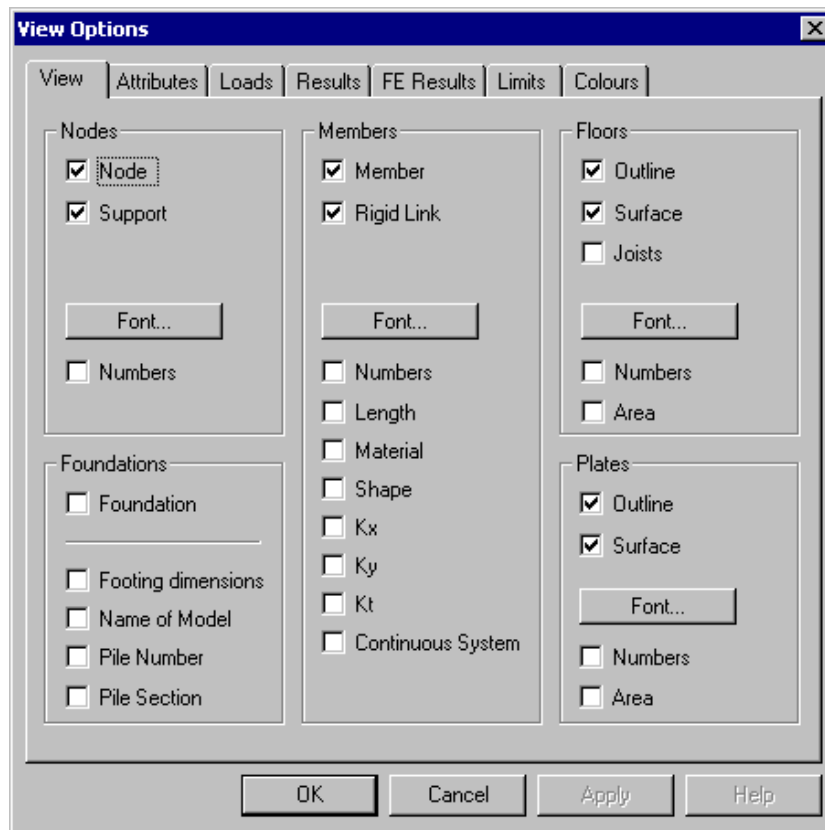 View Options
View Attributes Loads Results FE Results Limits Colours
Nodes
Node
Support
Font...
Numbers
Foundations
Foundation
Footing dimensions
Name of Model
Pile Number
Pile Section
Members
Member
Rigid Link
Font...
Numbers
Length
Material
Shape
Kx
Ky
Kt
Continuous System
Floors
Outline
Surface
Joists
Font...
Numbers
Area
Plates
Outline
Surface
Font...
Numbers
Area
OK Cancel Apply Help